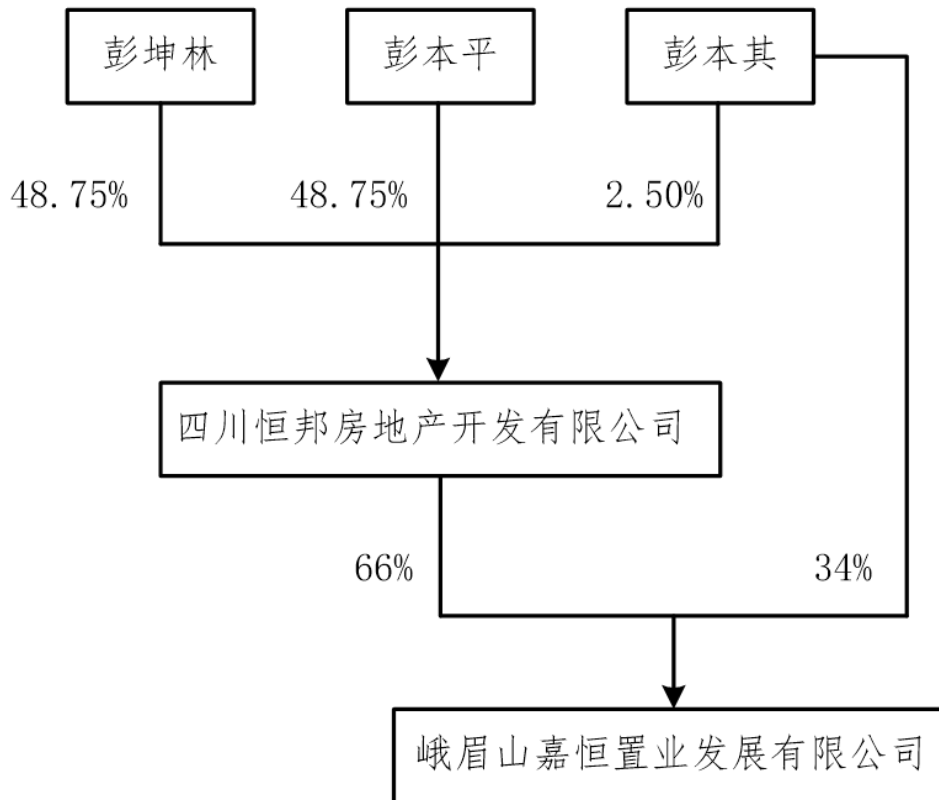 彭坤林
彭本平
彭本其
48.75%
48.75%
2.50%
四川恒邦房地产开发有限公司
66%
34%
峨眉山嘉恒置业发展有限公司